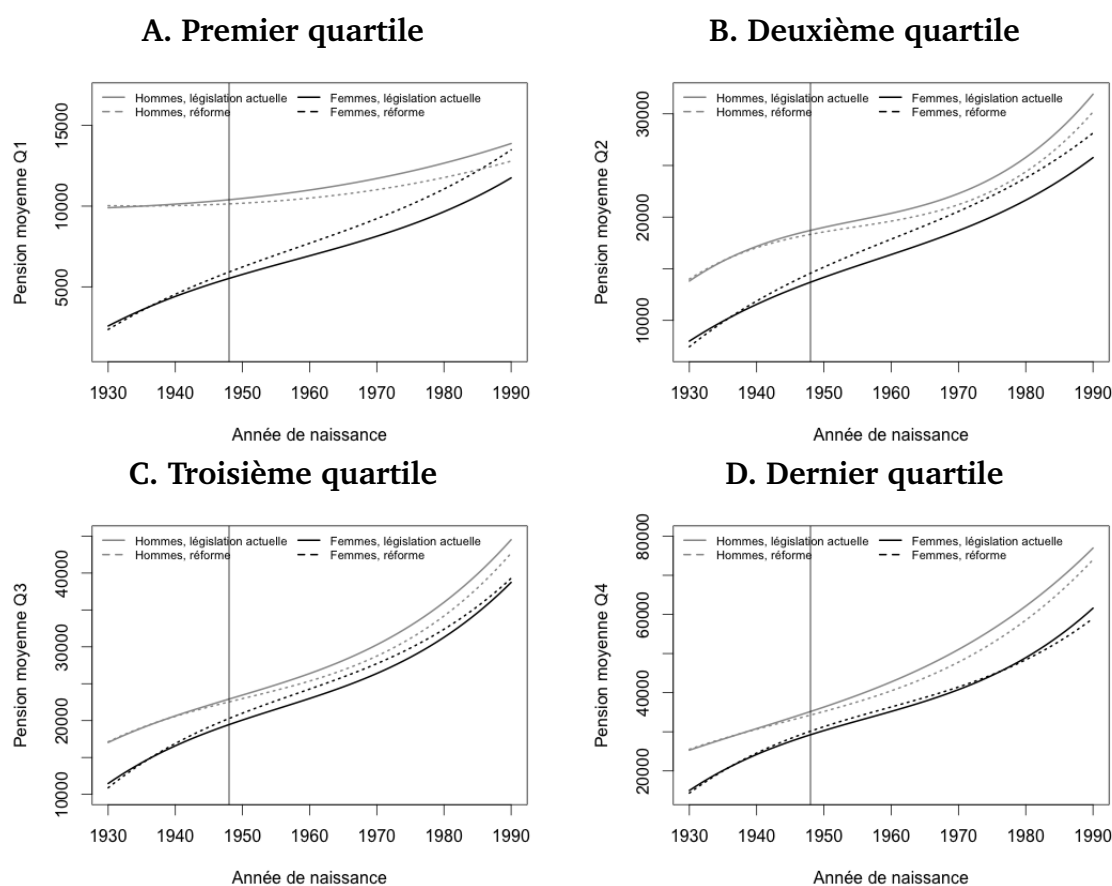 A. Premier quartile
Hommes, législation actuelle
Hommes, réforme
Femmes, législation actuelle
Femmes, réforme
Pension moyenne Q1
15000
10000
5000
1930 1940 1950 1960 1970 1980 1990
Année de naissance
B. Deuxième quartile
Hommes, législation actuelle
Hommes, réforme
Femmes, législation actuelle
Femmes, réforme
Pension moyenne Q2
30000
20000
10000
1930 1940 1950 1960 1970 1980 1990
Année de naissance
C. Troisième quartile
Hommes, législation actuelle
Hommes, réforme
Femmes, législation actuelle
Femmes, réforme
Pension moyenne Q3
40000
30000
20000
10000
1930 1940 1950 1960 1970 1980 1990
Année de naissance
D. Dernier quartile
Hommes, législation actuelle
Hommes, réforme
Femmes, législation actuelle
Femmes, réforme
Pension moyenne Q4
80000
60000
40000
20000
1930 1940 1950 1960 1970 1980 1990
Année de naissance